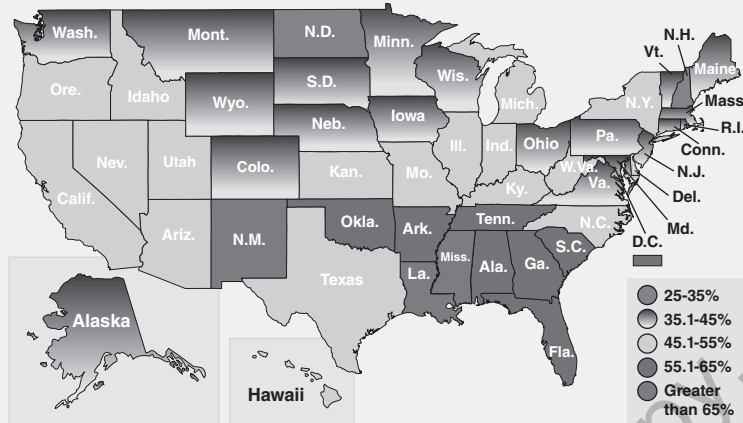 Wash.
Mont.
N.D.
Minn.
N.H.
Vt.
Maine
Ore.
Idaho
S.D.
Wis.
Mich.
N.Y.
Mass
Wyo.
R.I.
Iowa
Neb.
Conn.
Pa.
Ohio
Ill.
Ind.
N.J.
Nev.
Utah
Colo.
Kan.
Mo.
W.Va.
Va.
Del.
Calif.
Ky.
Md.
Ariz.
N.M.
Okla.
Ark.
Tenn.
N.C.
D.C.
S.C.
Miss.
Ala.
Ga.
La.
Texas
Fla.
Alaska
Hawaii
25-35%
35.1-45%
45.1-55%
55.1-65%
Greater
than 65%